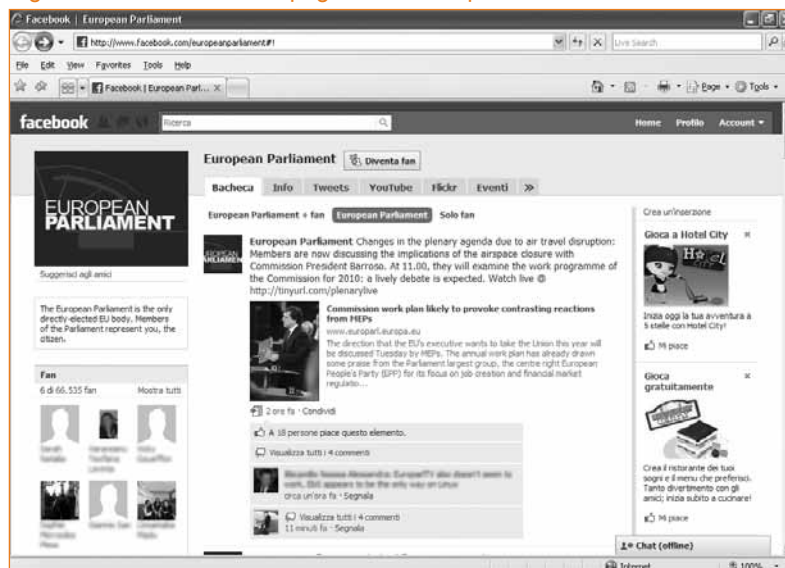 Facebook | European Parliament
http://www.facebook.com/europeanparliament#!
Live Search
File Edit View Favorites Tools Help
Facebook | European Parl...
Page Tools
facebook
Ricerca
Home Profilo Account
EUROPEAN
PARLIAMENT
Suggerisci agli amici
The European Parliament is the only
directly-elected EU body. Members
of the Parliament represent you, the
citizen.
Fan
6 di 66.535 fan Mostra tutti
European Parliament Diventa fan
Bacheca Info Tweets YouTube Flickr Eventi »
European Parliament + fan European Parliament Solo fan
European Parliament Changes in the plenary agenda due to air travel disruption:
Members are now discussing the implications of the airspace closure with
Commission President Barroso. At 11.00, they will examine the work programme of
the Commission for 2010: a lively debate is expected. Watch live @
http://tinyurl.com/plenarylive
Commission work plan likely to provoke contrasting reactions
from MEPs
www.europarl.europa.eu
The direction that the EU's executive wants to take the Union this year will
be discussed Tuesday by MEPs. The annual work plan has already drawn
some praise from the Parliament largest group, the centre right European
People's Party (EPP) for its focus on job creation and financial market
regulatio...
2 ore fa · Condividi
A 18 persone piace questo elemento.
Visualizza tutti i 4 commenti
circa un'ora fa · Segnala
Visualizza tutti i 4 commenti
11 minuti fa · Segnala
Crea un'inserzione
Gioca a Hotel City
Inizia oggi la tua avventura a
5 stelle con Hotel City!
Mi piace
Gioca
gratuitamente
Crea il ristorante dei tuoi
sogni e il menu che preferisci.
Tanto divertimento con gli
amici; inizia subito a cucinare!
Mi piace
Chat (offline)
Internet 100%